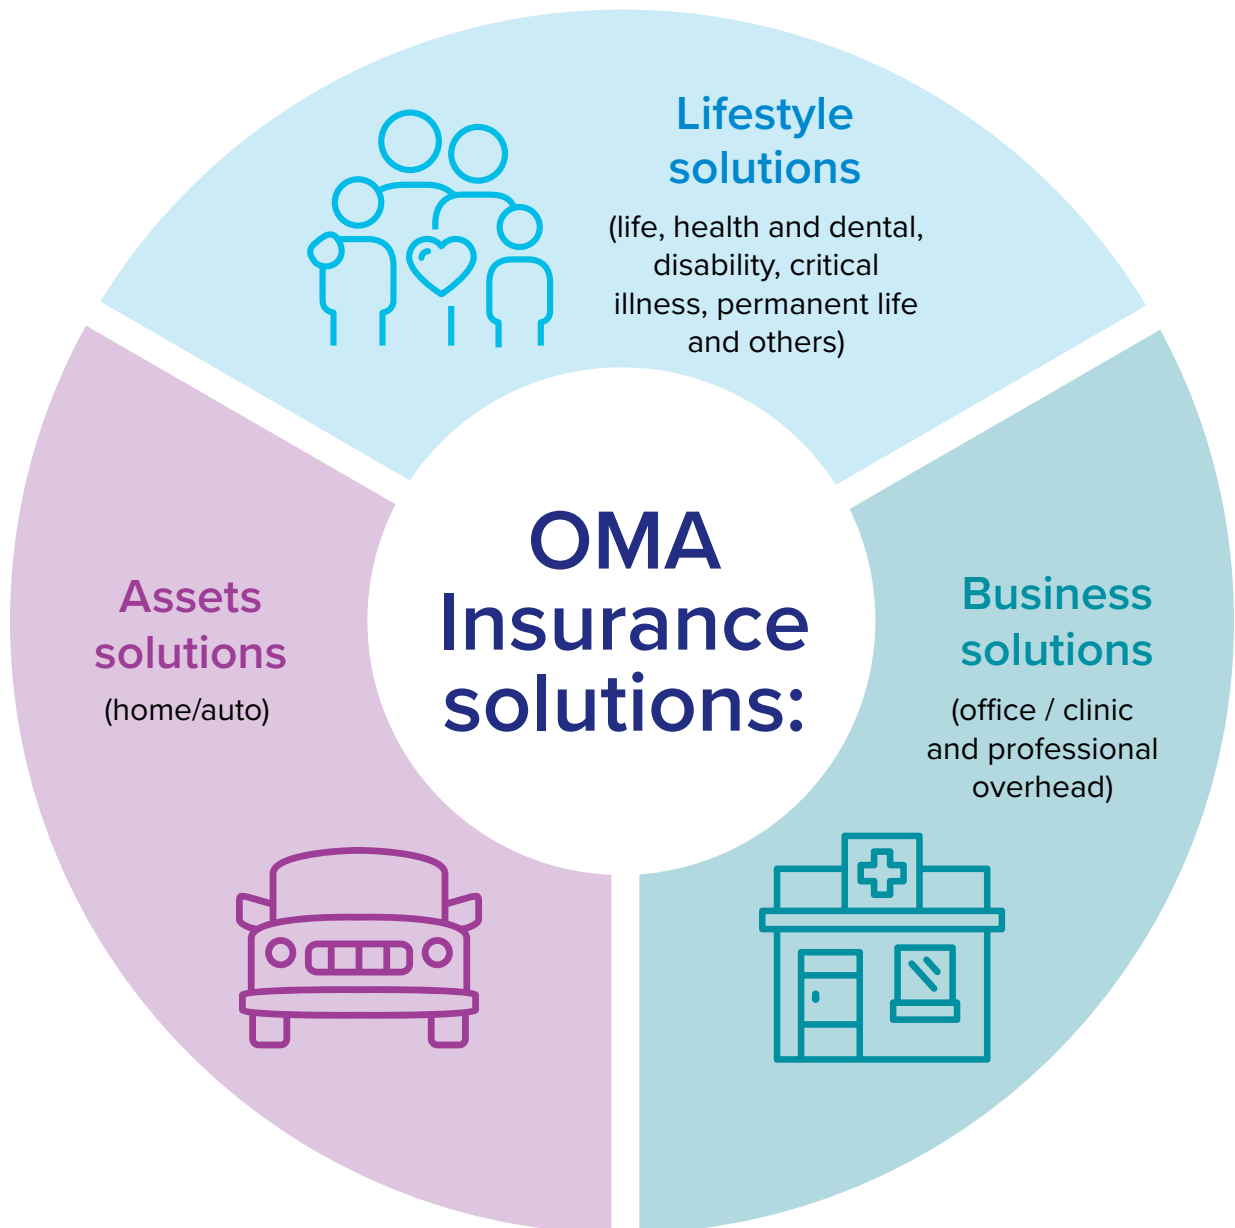 Lifestyle
solutions
(life, health and dental,
disability, critical
illness, permanent life
and others)
OMA
Insurance
solutions:
Assets
solutions
(home/auto)
Business
solutions
(office / clinic
and professional
overhead)